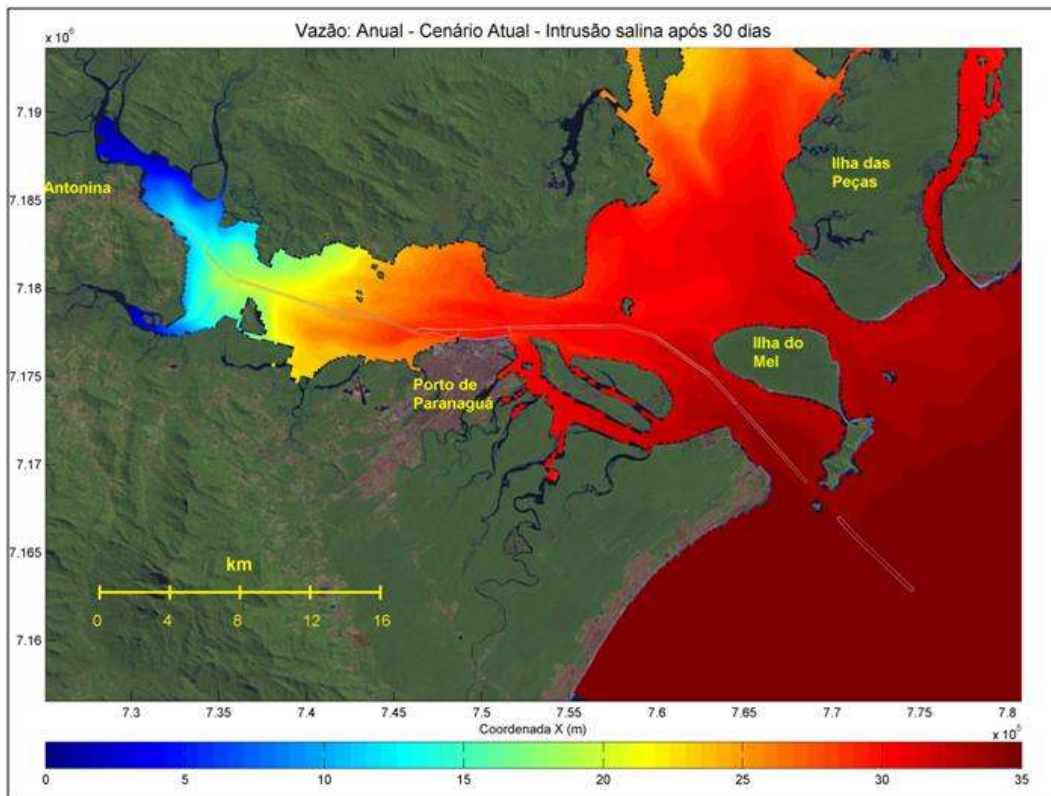 Vazão: Anual - Cenário Atual - Intrusão salina após 30 dias
x 10⁶
7.19
7.185
7.18
7.175
7.17
7.165
7.16
Antonina
Ilha das
Peças
Ilha do
Mel
Porto de
Paranaguá
km
0 4 8 12 16
7.3 7.35 7.4 7.45 7.5 7.55 7.6 7.65 7.7 7.75 7.8
Coordenada X (m)
x 10⁵
0 5 10 15 20 25 30 35